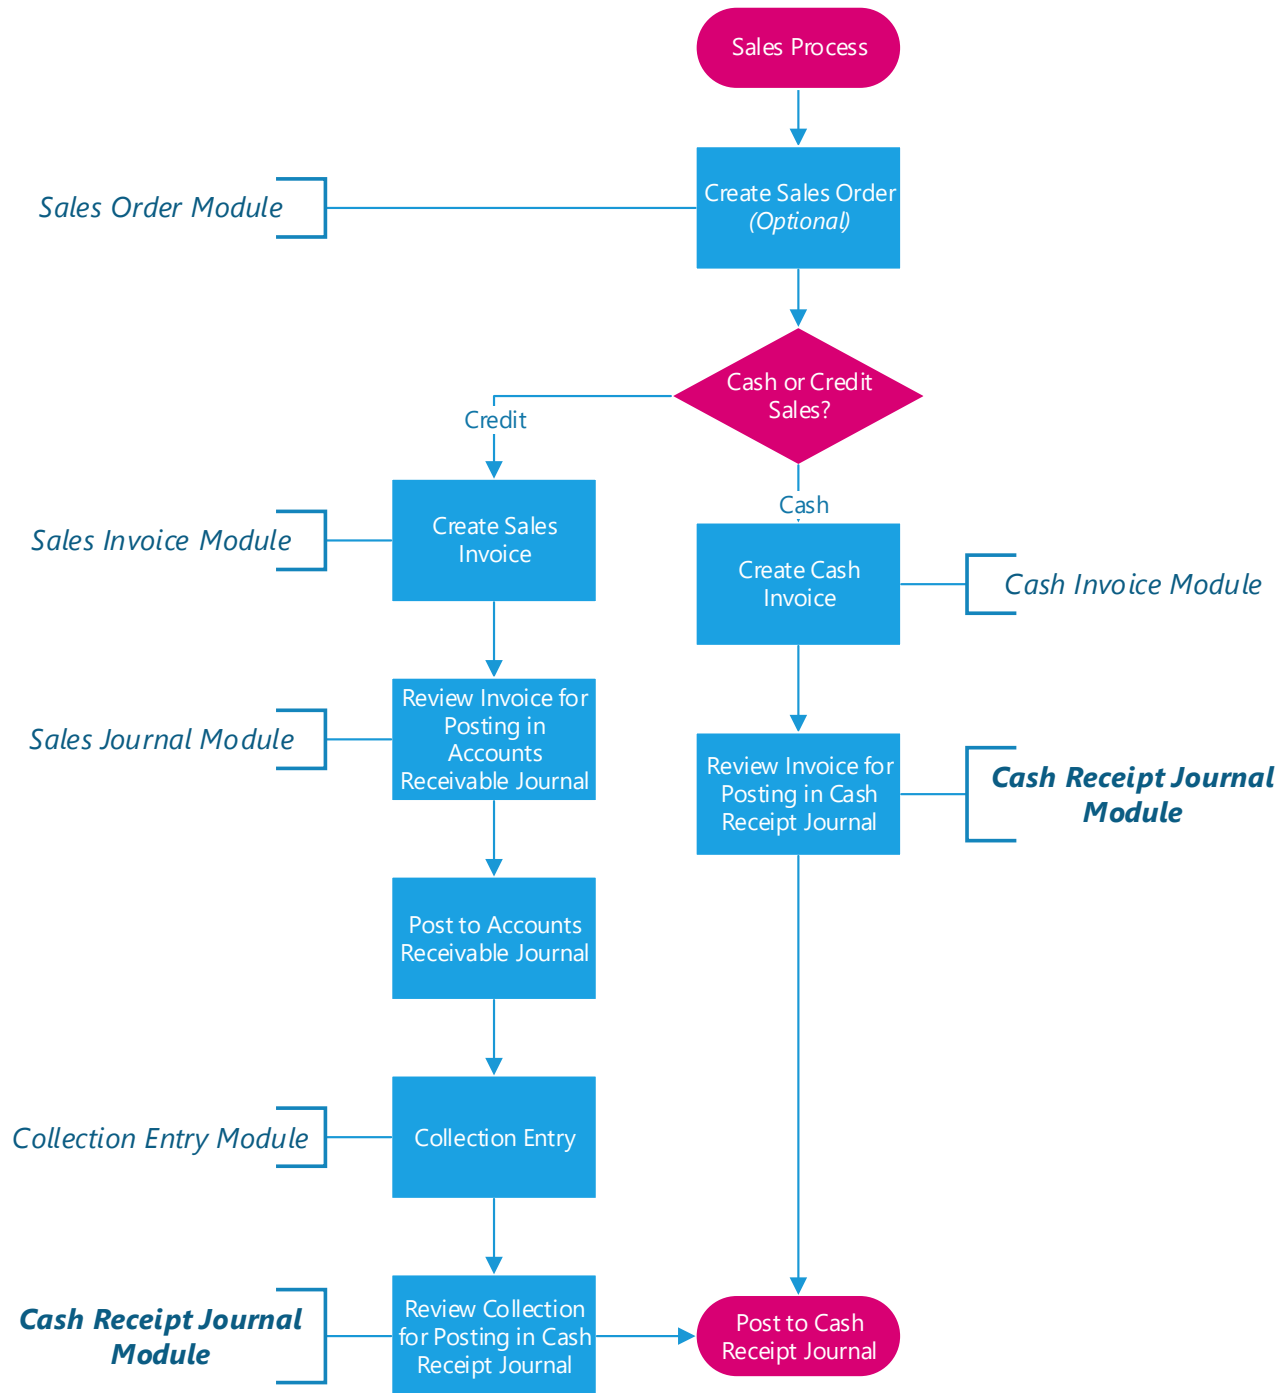 Sales Process
Sales Order Module
Create Sales Order
(Optional)
Cash or Credit
Sales?
Credit
Cash
Sales Invoice Module
Create Sales
Invoice
Create Cash
Invoice
Cash Invoice Module
Sales Journal Module
Review Invoice for
Posting in
Accounts
Receivable Journal
Review Invoice for
Posting in Cash
Receipt Journal
Cash Receipt Journal
Module
Post to Accounts
Receivable Journal
Collection Entry Module
Collection Entry
Cash Receipt Journal
Module
Review Collection
for Posting in Cash
Receipt Journal
Post to Cash
Receipt Journal